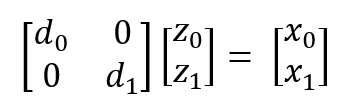 [d₀ 0] [z₀] = [x₀]
[0 d₁] [z₁] [x₁]